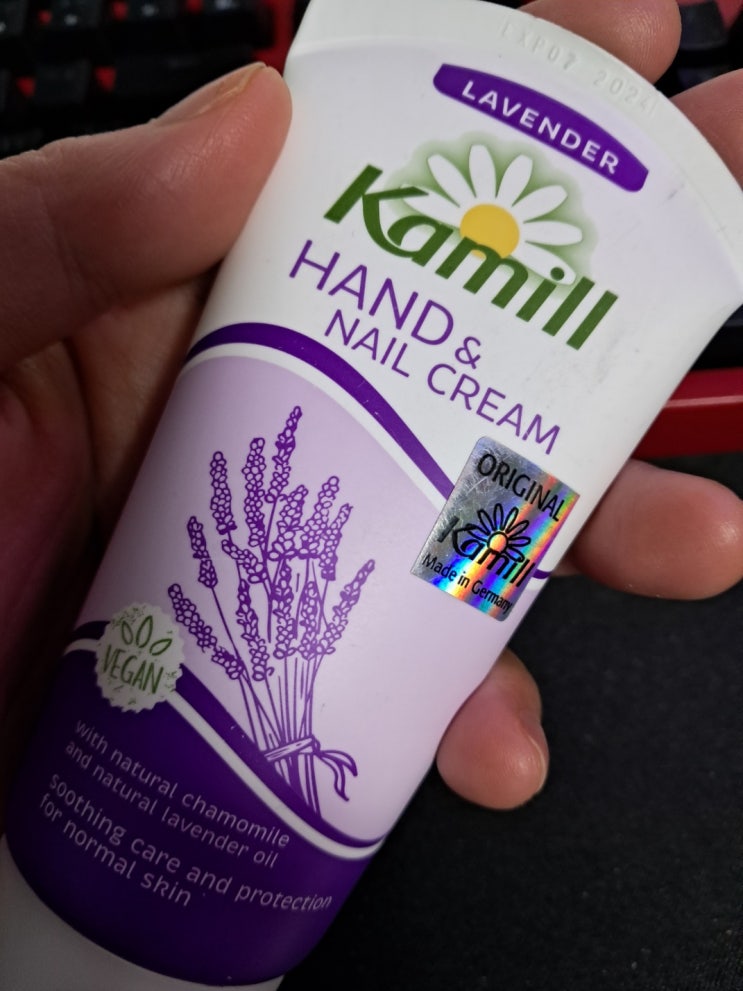 EXP07 2024
LAVENDER
Kamill
HAND &
NAIL CREAM
ORIGINAL
Kamill
Made in Germany
VEGAN
with natural chamomile
and natural lavender oil
soothing care and protection
for normal skin